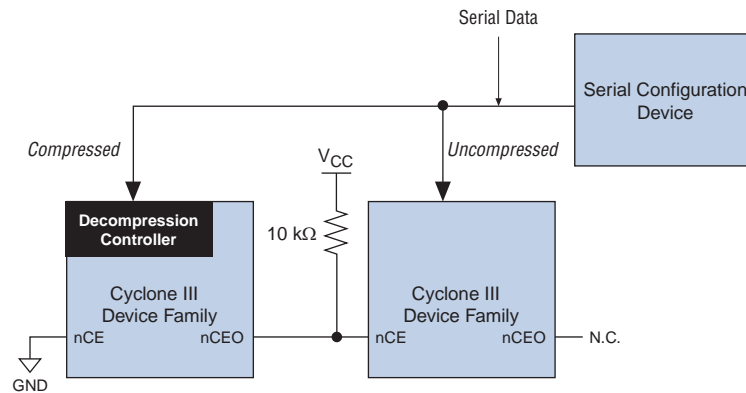 Serial Data
Serial Configuration
Device
Compressed
Uncompressed
VCC
Decompression
Controller
10 kΩ
Cyclone III
Device Family
nCE
nCEO
Cyclone III
Device Family
nCE
nCEO
N.C.
GND